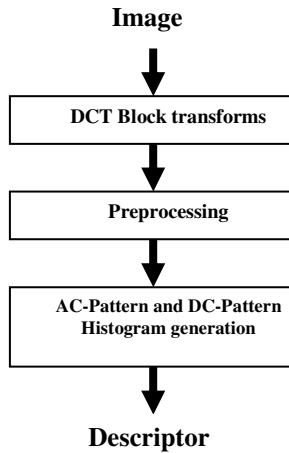 Image
DCT Block transforms
Preprocessing
AC-Pattern and DC-Pattern
Histogram generation
Descriptor